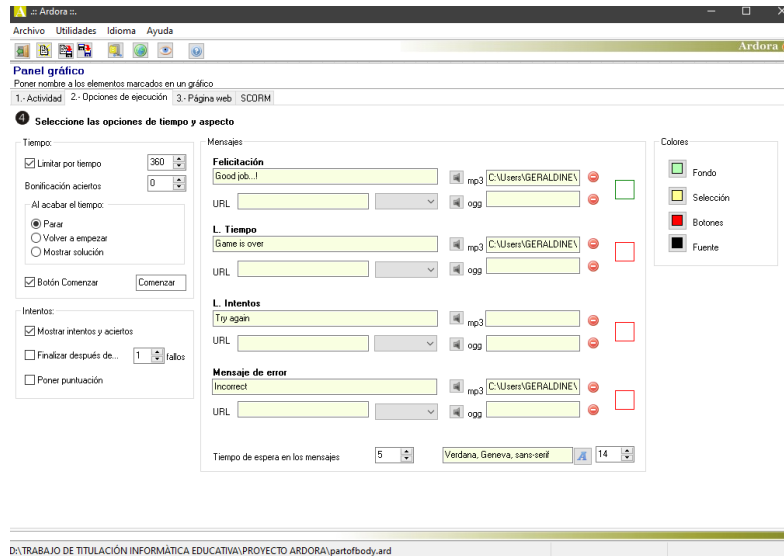 .:: Ardora ::.
Archivo Utilidades Idioma Ayuda
Ardora
Panel gráfico
Poner nombre a los elementos marcados en un gráfico
1.- Actividad 2.- Opciones de ejecución 3.- Página web SCORM
4 Seleccione las opciones de tiempo y aspecto
Tiempo:
Limitar por tiempo 360
Bonificación aciertos 0
Al acabar el tiempo:
Parar
Volver a empezar
Mostrar solución
Botón Comenzar Comenzar
Intentos:
Mostrar intentos y aciertos
Finalizar después de... 1 fallos
Poner puntuación
Mensajes
Felicitación
Good job...! mp3 C:\Users\GERALDINE\
URL ogg
L. Tiempo
Game is over mp3 C:\Users\GERALDINE\
URL ogg
L. Intentos
Try again mp3
URL ogg
Mensaje de error
Incorrect mp3 C:\Users\GERALDINE\
URL ogg
Tiempo de espera en los mensajes 5 Verdana, Geneva, sans-serif A 14
Colores
Fondo
Selección
Botones
Fuente
D:\TRABAJO DE TITULACIÓN INFORMÀTICA EDUCATIVA\PROYECTO ARDORA\partofbody.ard